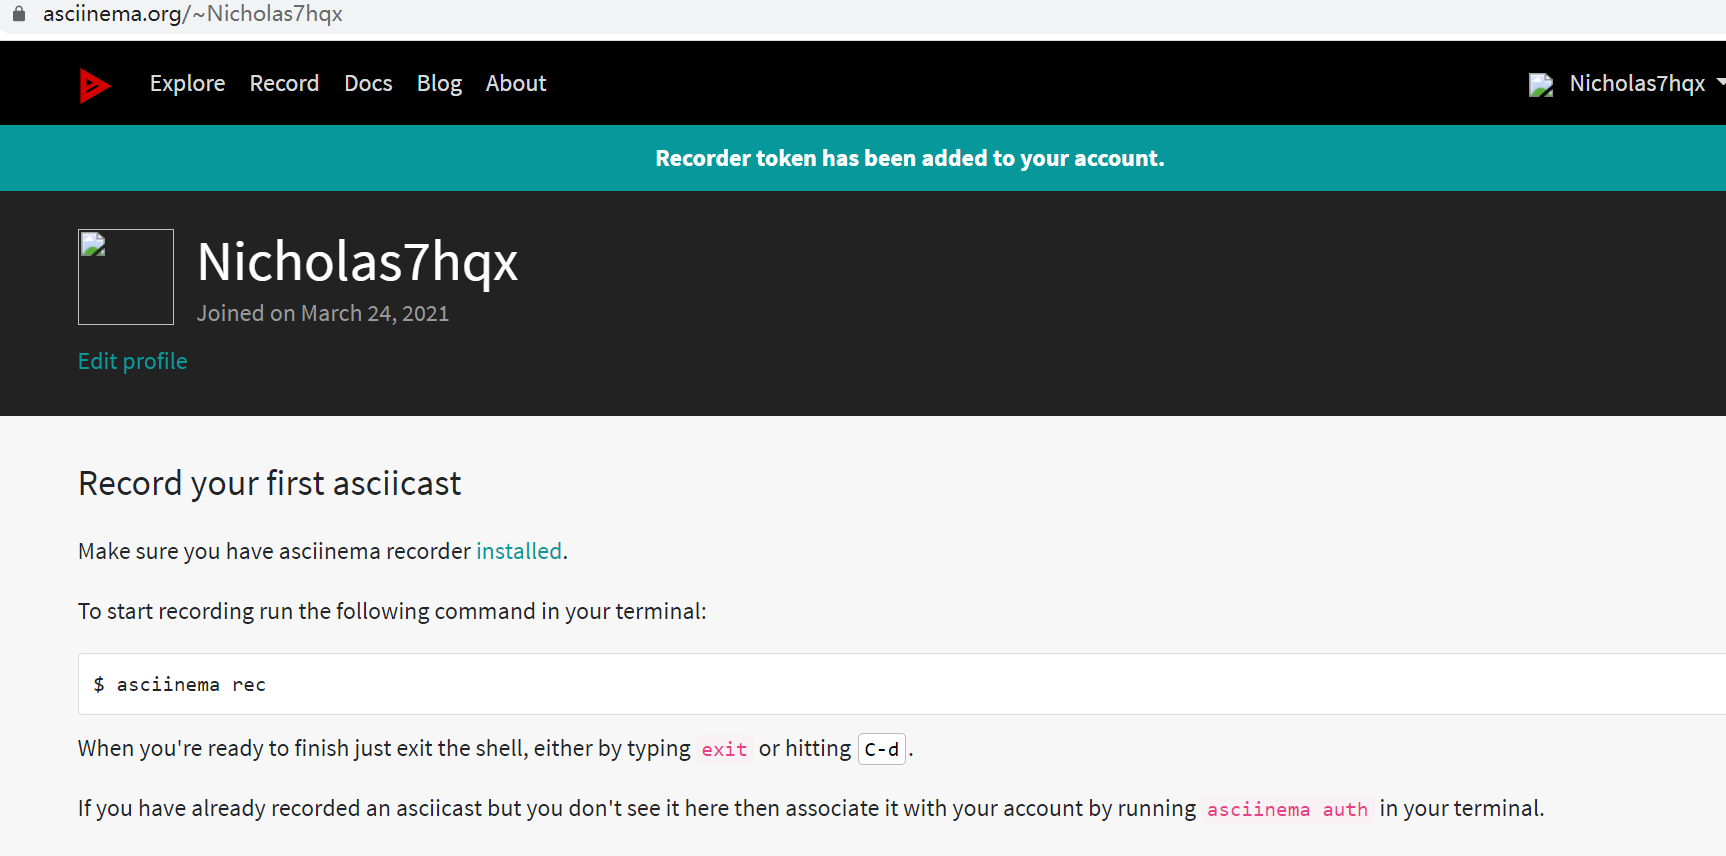 asciinema.org/~Nicholas7hqx
Explore Record Docs Blog About Nicholas7hqx
Recorder token has been added to your account.
Nicholas7hqx
Joined on March 24, 2021
Edit profile
Record your first asciicast
Make sure you have asciinema recorder installed.
To start recording run the following command in your terminal:
$ asciinema rec
When you're ready to finish just exit the shell, either by typing exit or hitting C-d.
If you have already recorded an asciicast but you don't see it here then associate it with your account by running asciinema auth in your terminal.